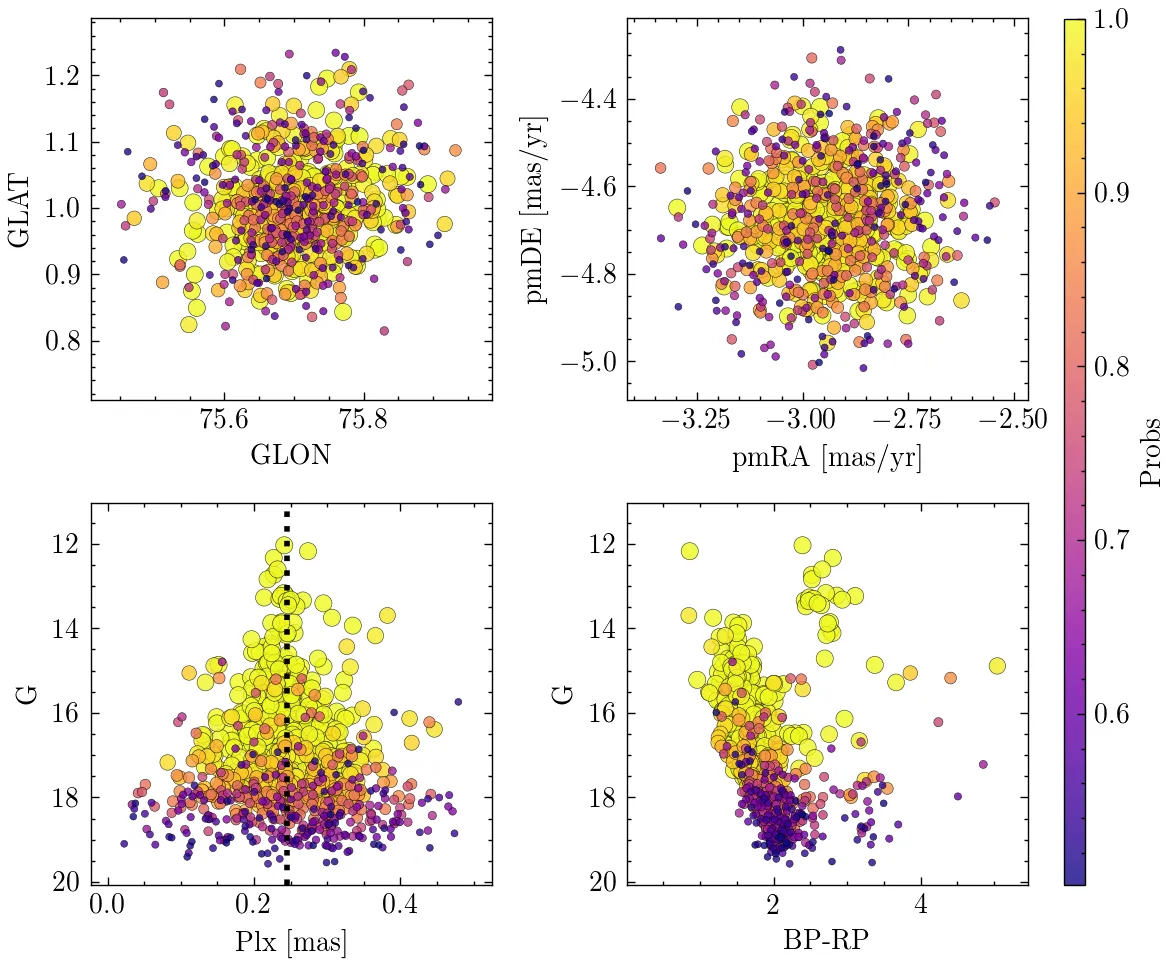 1.2
1.1
1.0
0.9
0.8
GLAT
75.6 75.8
GLON
−4.4
−4.6
−4.8
−5.0
pmDE [mas/yr]
−3.25 −3.00 −2.75 −2.50
pmRA [mas/yr]
12
14
16
18
20
G
0.0 0.2 0.4
Plx [mas]
12
14
16
18
20
G
2 4
BP-RP
1.0
0.9
0.8
0.7
0.6
Probs